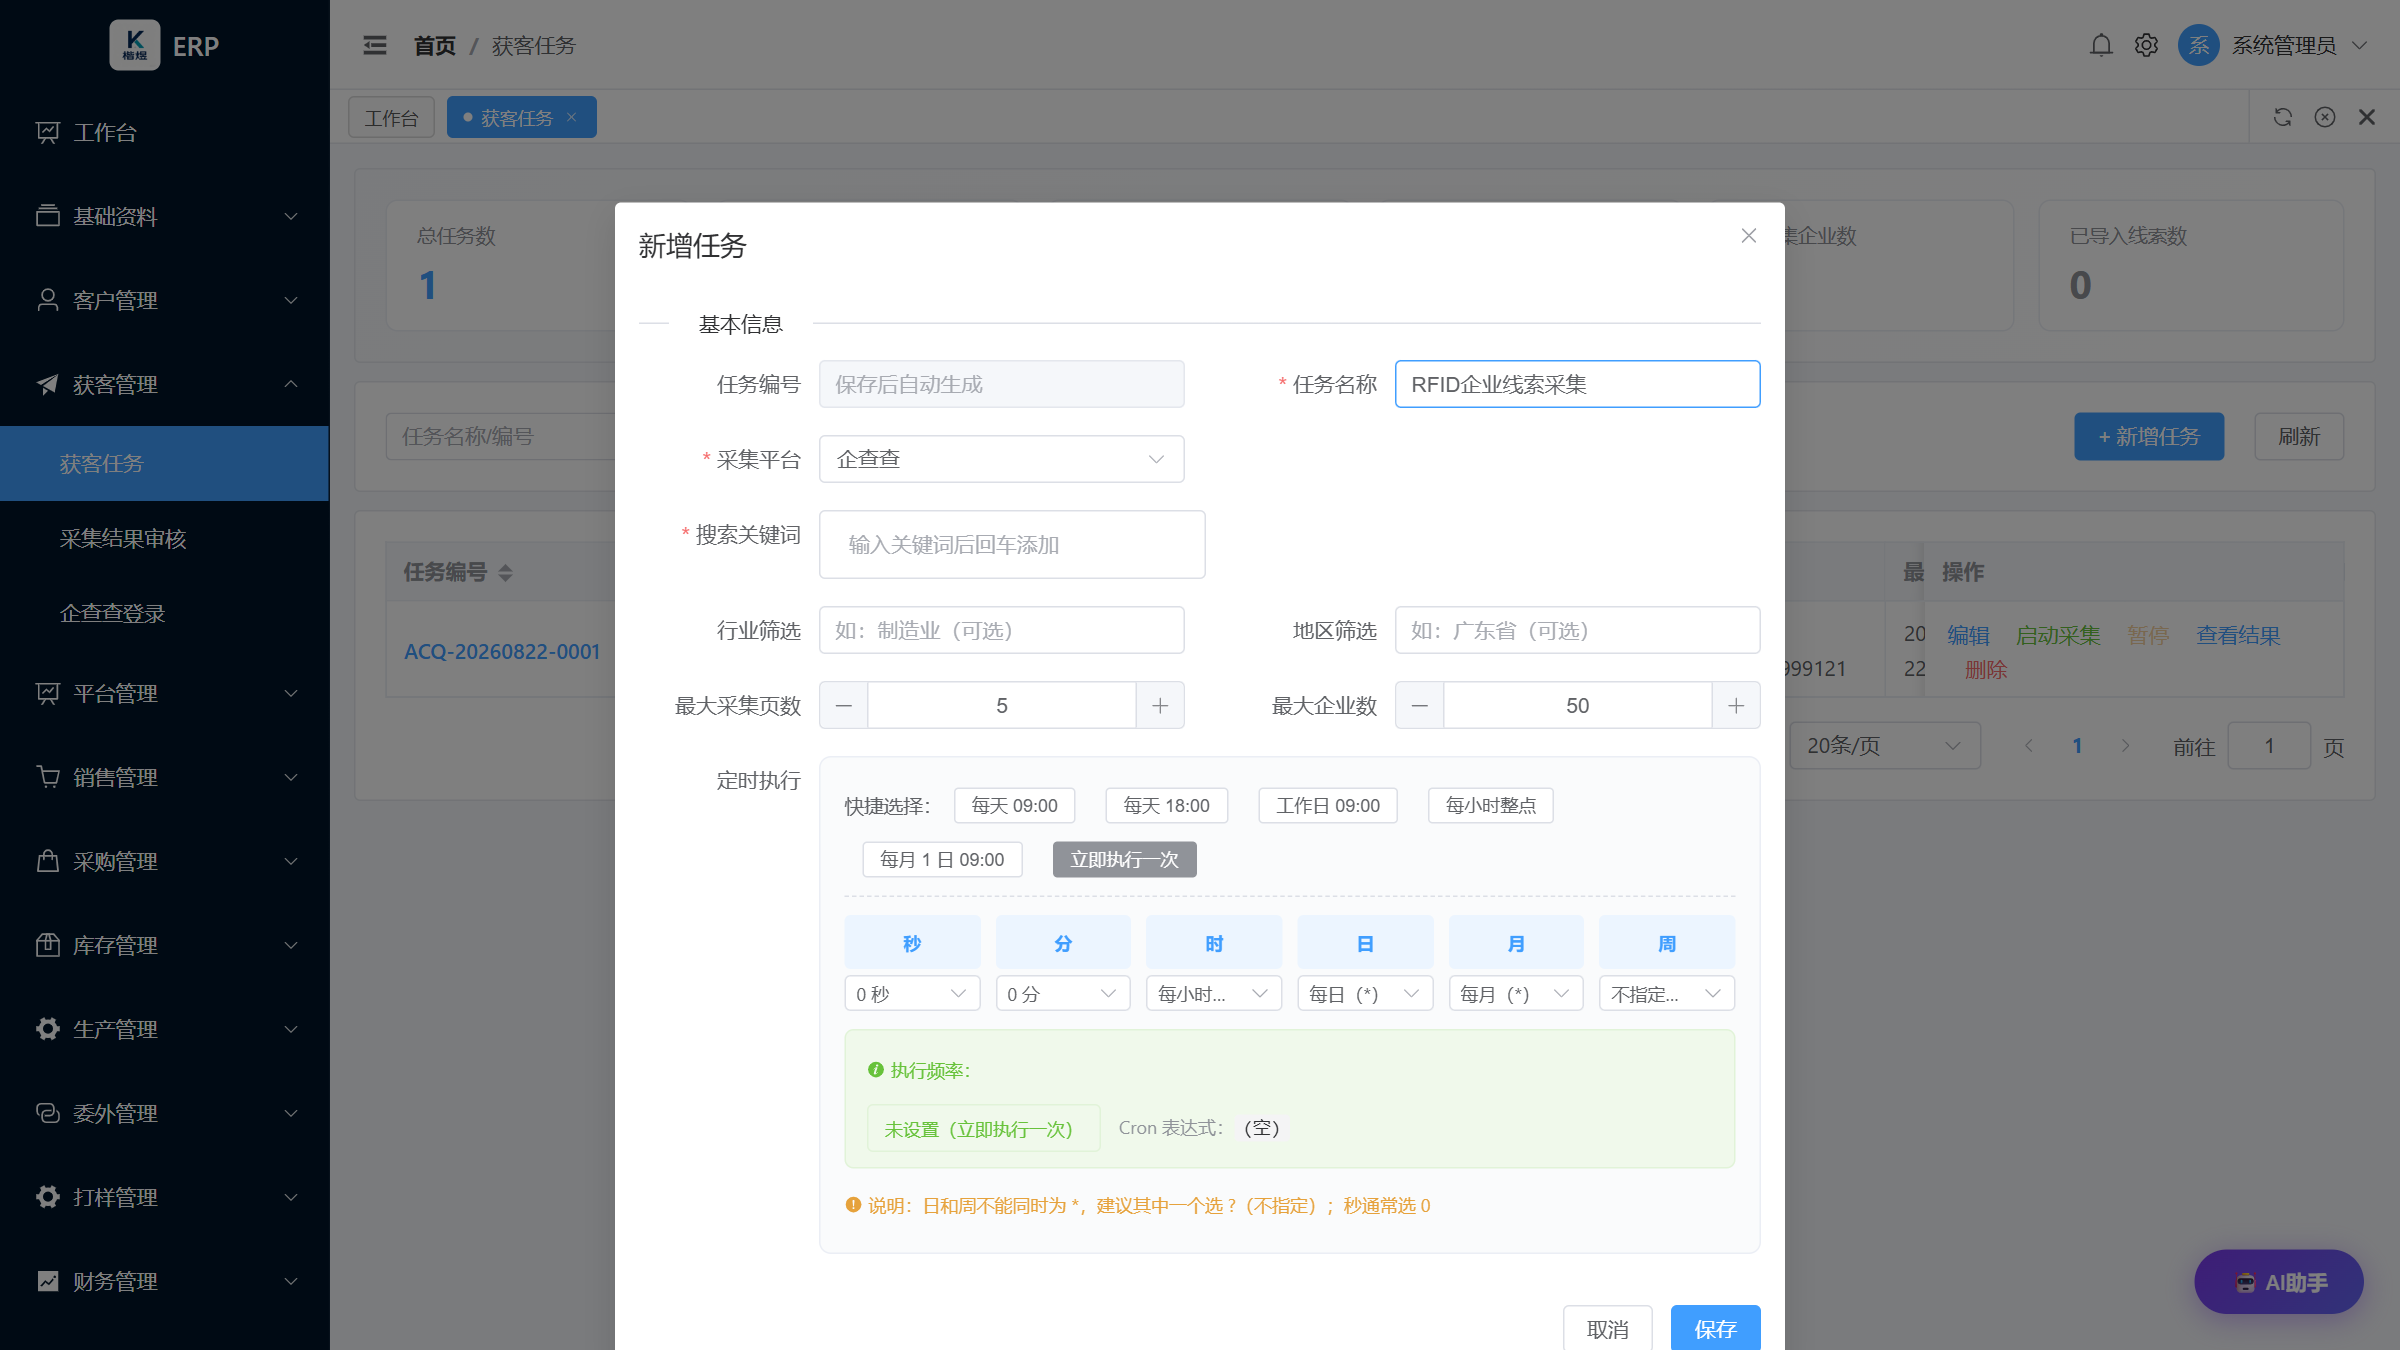 K
楷煜
ERP
工作台
基础资料
客户管理
获客管理
获客任务
采集结果审核
企查查登录
平台管理
销售管理
采购管理
库存管理
生产管理
委外管理
打样管理
财务管理
首页 / 获客任务
系 系统管理员
工作台
获客任务
总任务数
1
集企业数
已导入线索数
0
任务名称/编号
+ 新增任务
刷新
任务编号
最
操作
ACQ-20260822-0001
999121
20
22
编辑 启动采集 暂停 查看结果
删除
20条/页
1
前往 1 页
新增任务
基本信息
任务编号 保存后自动生成
* 任务名称 RFID企业线索采集
* 采集平台 企查查
* 搜索关键词 输入关键词后回车添加
行业筛选 如：制造业（可选）
地区筛选 如：广东省（可选）
最大采集页数 5
最大企业数 50
定时执行
快捷选择： 每天 09:00 每天 18:00 工作日 09:00 每小时整点
每月 1 日 09:00 立即执行一次
秒 分 时 日 月 周
0 秒 0 分 每小时... 每日（*） 每月（*） 不指定...
执行频率：
未设置（立即执行一次） Cron 表达式： （空）
说明：日和周不能同时为 *，建议其中一个选？（不指定）；秒通常选 0
取消
保存
AI助手